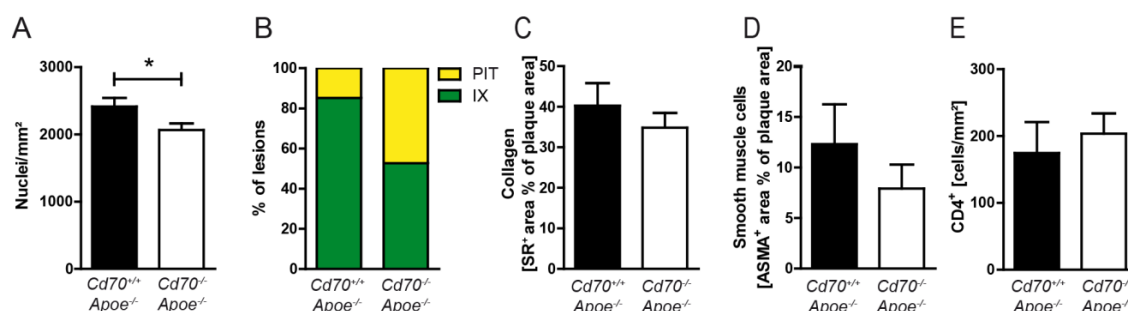 A
Nuclei/mm²
3000
2000
1000
0
*
Cd70+/+
Apoe-/-
Cd70-/-
Apoe-/-
B
% of lesions
100
80
60
40
20
0
PIT
IX
Cd70+/+
Apoe-/-
Cd70-/-
Apoe-/-
C
Collagen
[SR+ area % of plaque area]
50
40
30
20
10
0
Cd70+/+
Apoe-/-
Cd70-/-
Apoe-/-
D
Smooth muscle cells
[ASMA+ area % of plaque area]
20
15
10
5
0
Cd70+/+
Apoe-/-
Cd70-/-
Apoe-/-
E
CD4+ [cells/mm²]
300
200
100
0
Cd70+/+
Apoe-/-
Cd70-/
Apoe-/-